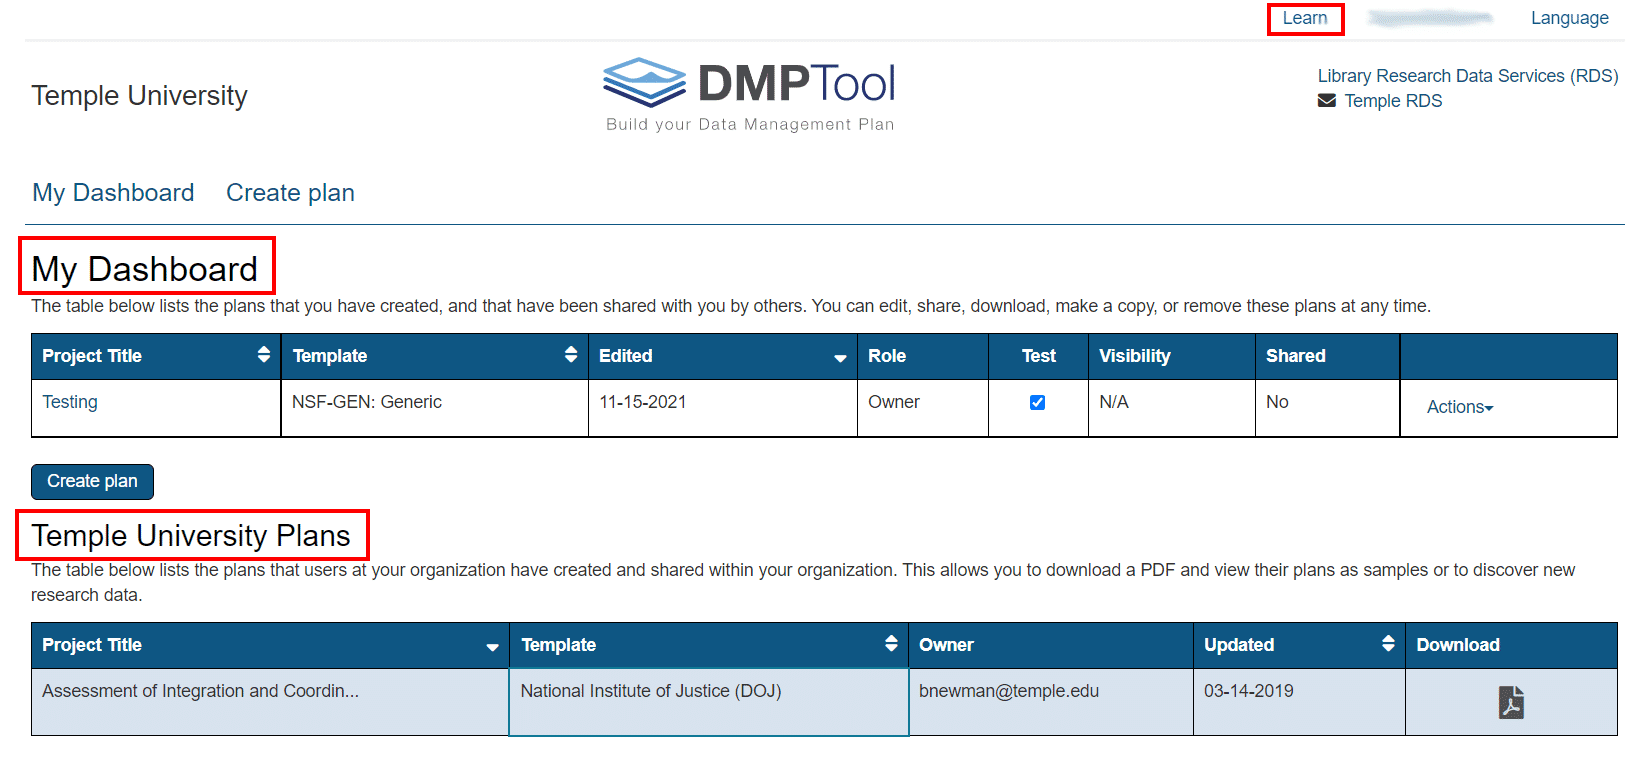 Learn Language
Temple University
DMPTool
Build your Data Management Plan
Library Research Data Services (RDS)
Temple RDS
My Dashboard Create plan
My Dashboard
The table below lists the plans that you have created, and that have been shared with you by others. You can edit, share, download, make a copy, or remove these plans at any time.
Project Title Template Edited Role Test Visibility Shared
Testing NSF-GEN: Generic 11-15-2021 Owner N/A No Actions
Create plan
Temple University Plans
The table below lists the plans that users at your organization have created and shared within your organization. This allows you to download a PDF and view their plans as samples or to discover new
research data.
Project Title Template Owner Updated Download
Assessment of Integration and Coordin... National Institute of Justice (DOJ) bnewman@temple.edu 03-14-2019